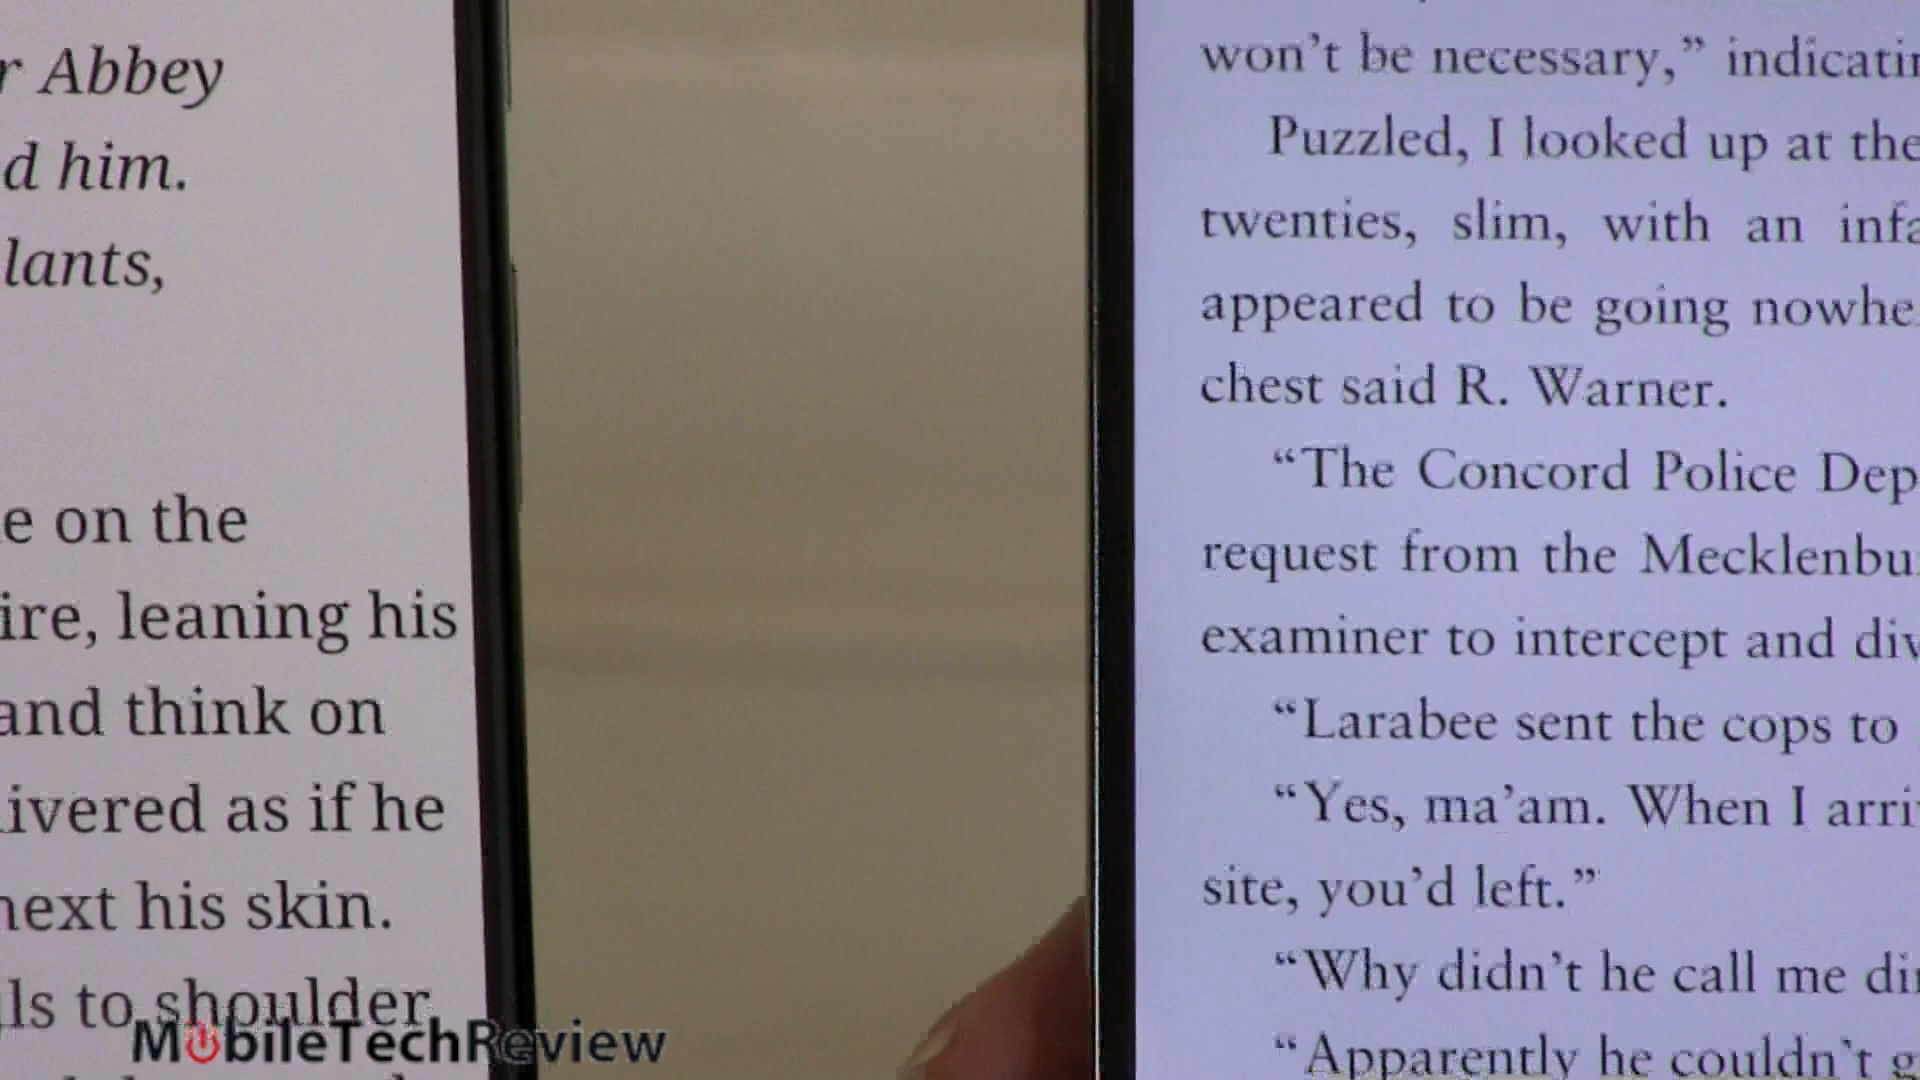 r Abbey
d him.
lants,
e on the
ire, leaning his
and think on
ivered as if he
next his skin.
ls to shoulder
MobileTechReview
won't be necessary,” indicatin
Puzzled, I looked up at the
twenties, slim, with an infa
appeared to be going nowhe
chest said R. Warner.
“The Concord Police Dep
request from the Mecklenbu
examiner to intercept and div
“Larabee sent the cops to
“Yes, ma'am. When I arri
site, you'd left.”
“Why didn't he call me di
“Apparently he couldn't g